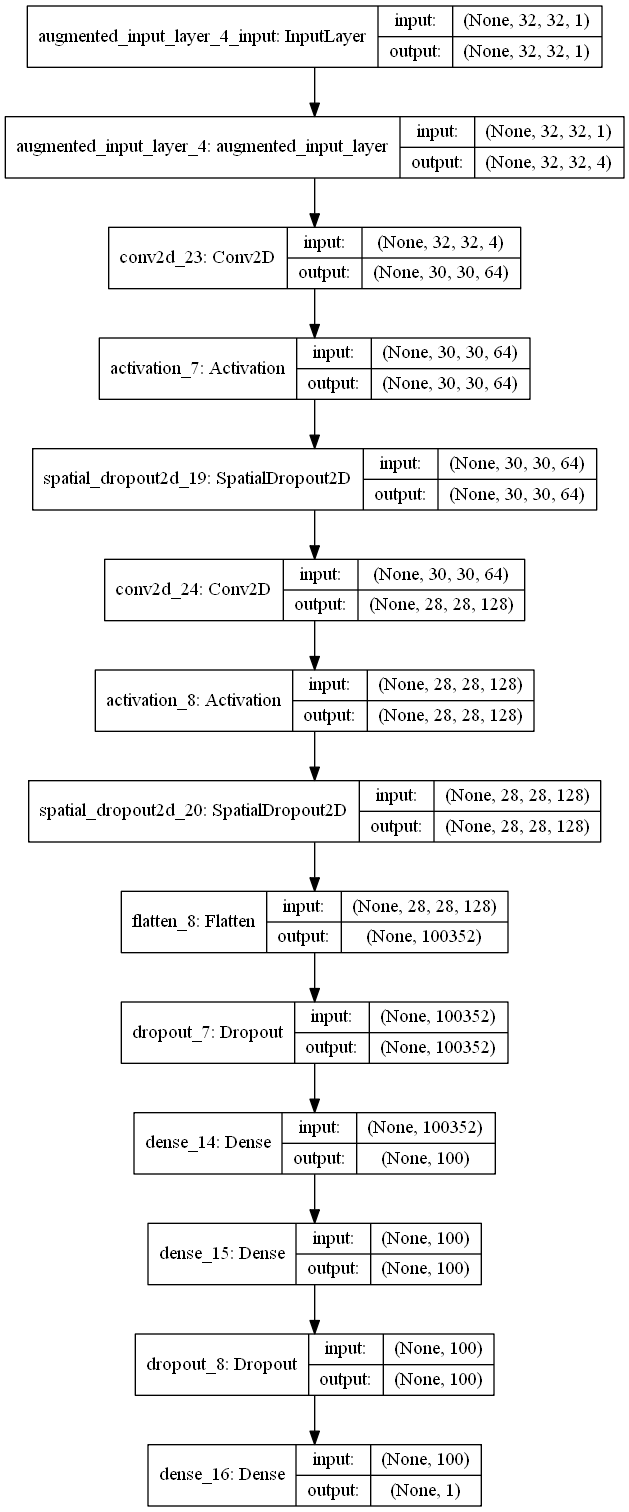 augmented_input_layer_4_input: InputLayer
input: (None, 32, 32, 1)
output: (None, 32, 32, 1)
augmented_input_layer_4: augmented_input_layer
input: (None, 32, 32, 1)
output: (None, 32, 32, 4)
conv2d_23: Conv2D
input: (None, 32, 32, 4)
output: (None, 30, 30, 64)
activation_7: Activation
input: (None, 30, 30, 64)
output: (None, 30, 30, 64)
spatial_dropout2d_19: SpatialDropout2D
input: (None, 30, 30, 64)
output: (None, 30, 30, 64)
conv2d_24: Conv2D
input: (None, 30, 30, 64)
output: (None, 28, 28, 128)
activation_8: Activation
input: (None, 28, 28, 128)
output: (None, 28, 28, 128)
spatial_dropout2d_20: SpatialDropout2D
input: (None, 28, 28, 128)
output: (None, 28, 28, 128)
flatten_8: Flatten
input: (None, 28, 28, 128)
output: (None, 100352)
dropout_7: Dropout
input: (None, 100352)
output: (None, 100352)
dense_14: Dense
input: (None, 100352)
output: (None, 100)
dense_15: Dense
input: (None, 100)
output: (None, 100)
dropout_8: Dropout
input: (None, 100)
output: (None, 100)
dense_16: Dense
input: (None, 100)
output: (None, 1)